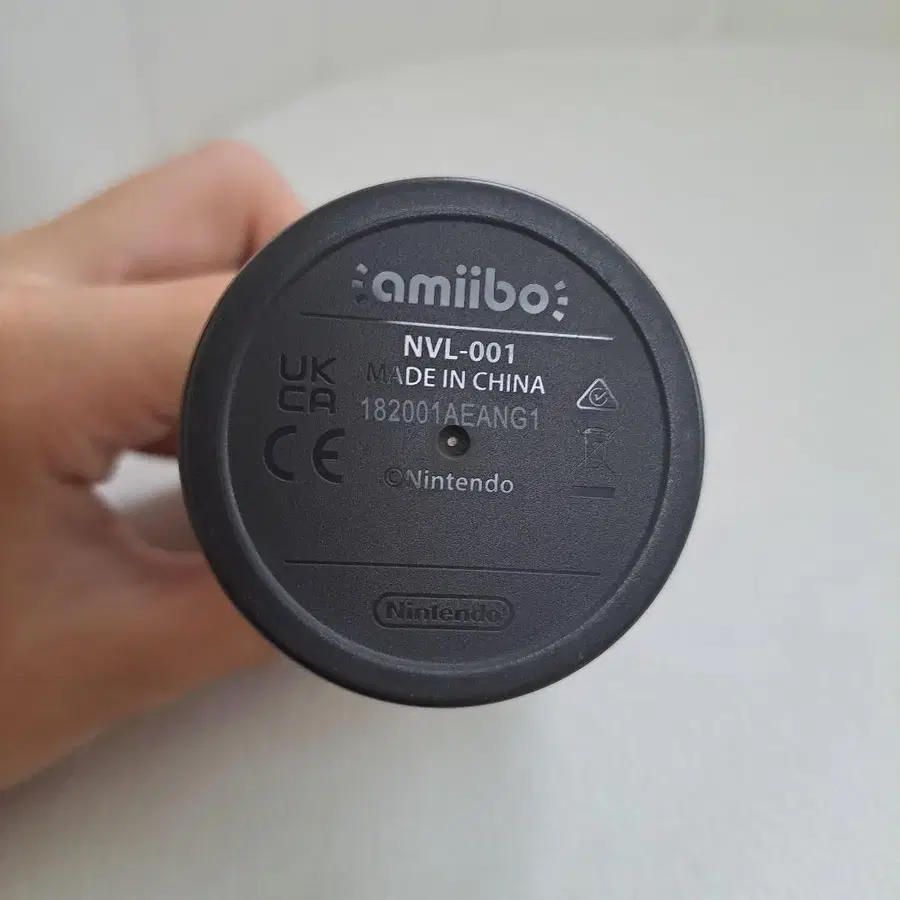 amiibo
NVL-001
MADE IN CHINA
182001AEANG1
UK
CA
CE
©Nintendo
Nintendo